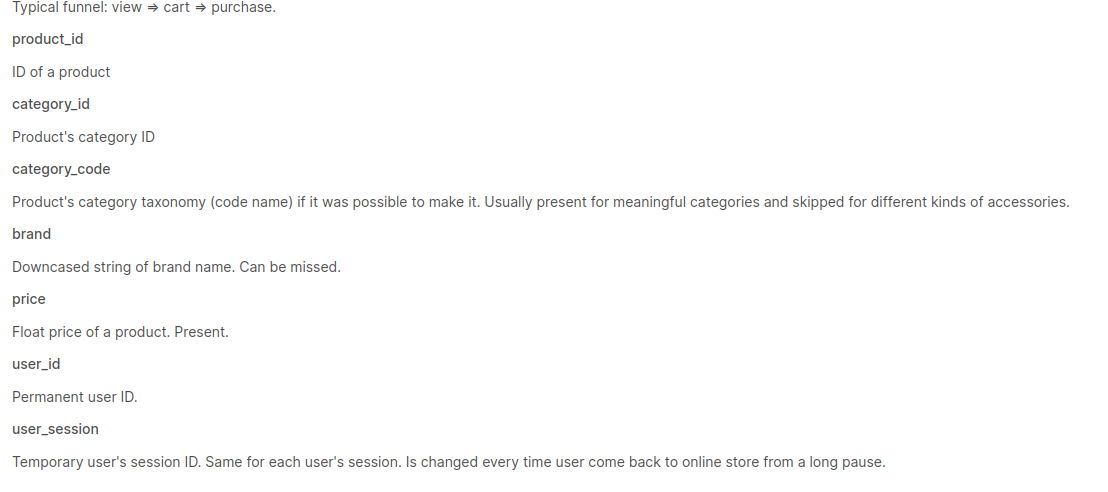 Typical funnel: view => cart => purchase.
product_id
ID of a product
category_id
Product's category ID
category_code
Product's category taxonomy (code name) if it was possible to make it. Usually present for meaningful categories and skipped for different kinds of accessories.
brand
Downcased string of brand name. Can be missed.
price
Float price of a product. Present.
user_id
Permanent user ID.
user_session
Temporary user's session ID. Same for each user's session. Is changed every time user come back to online store from a long pause.